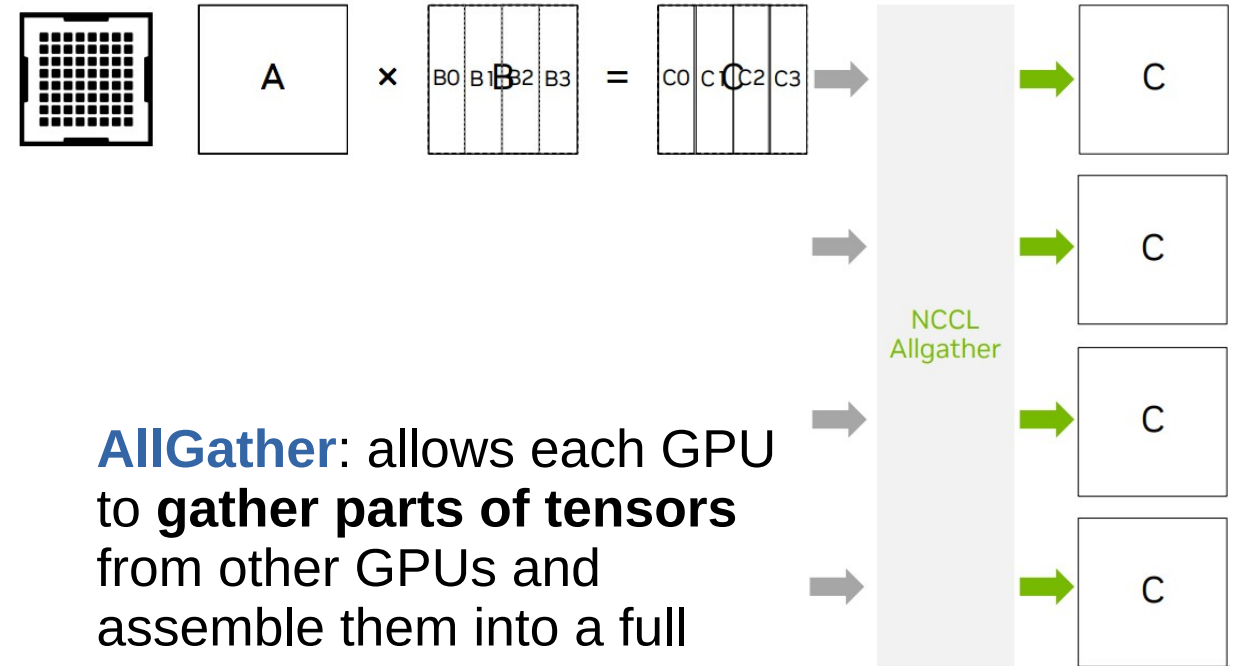 A × B0 B1 B B2 B3 = C0 C1 C C2 C3
C
C
NCCL
Allgather
C
AllGather: allows each GPU
to gather parts of tensors
from other GPUs and
assemble them into a full
C